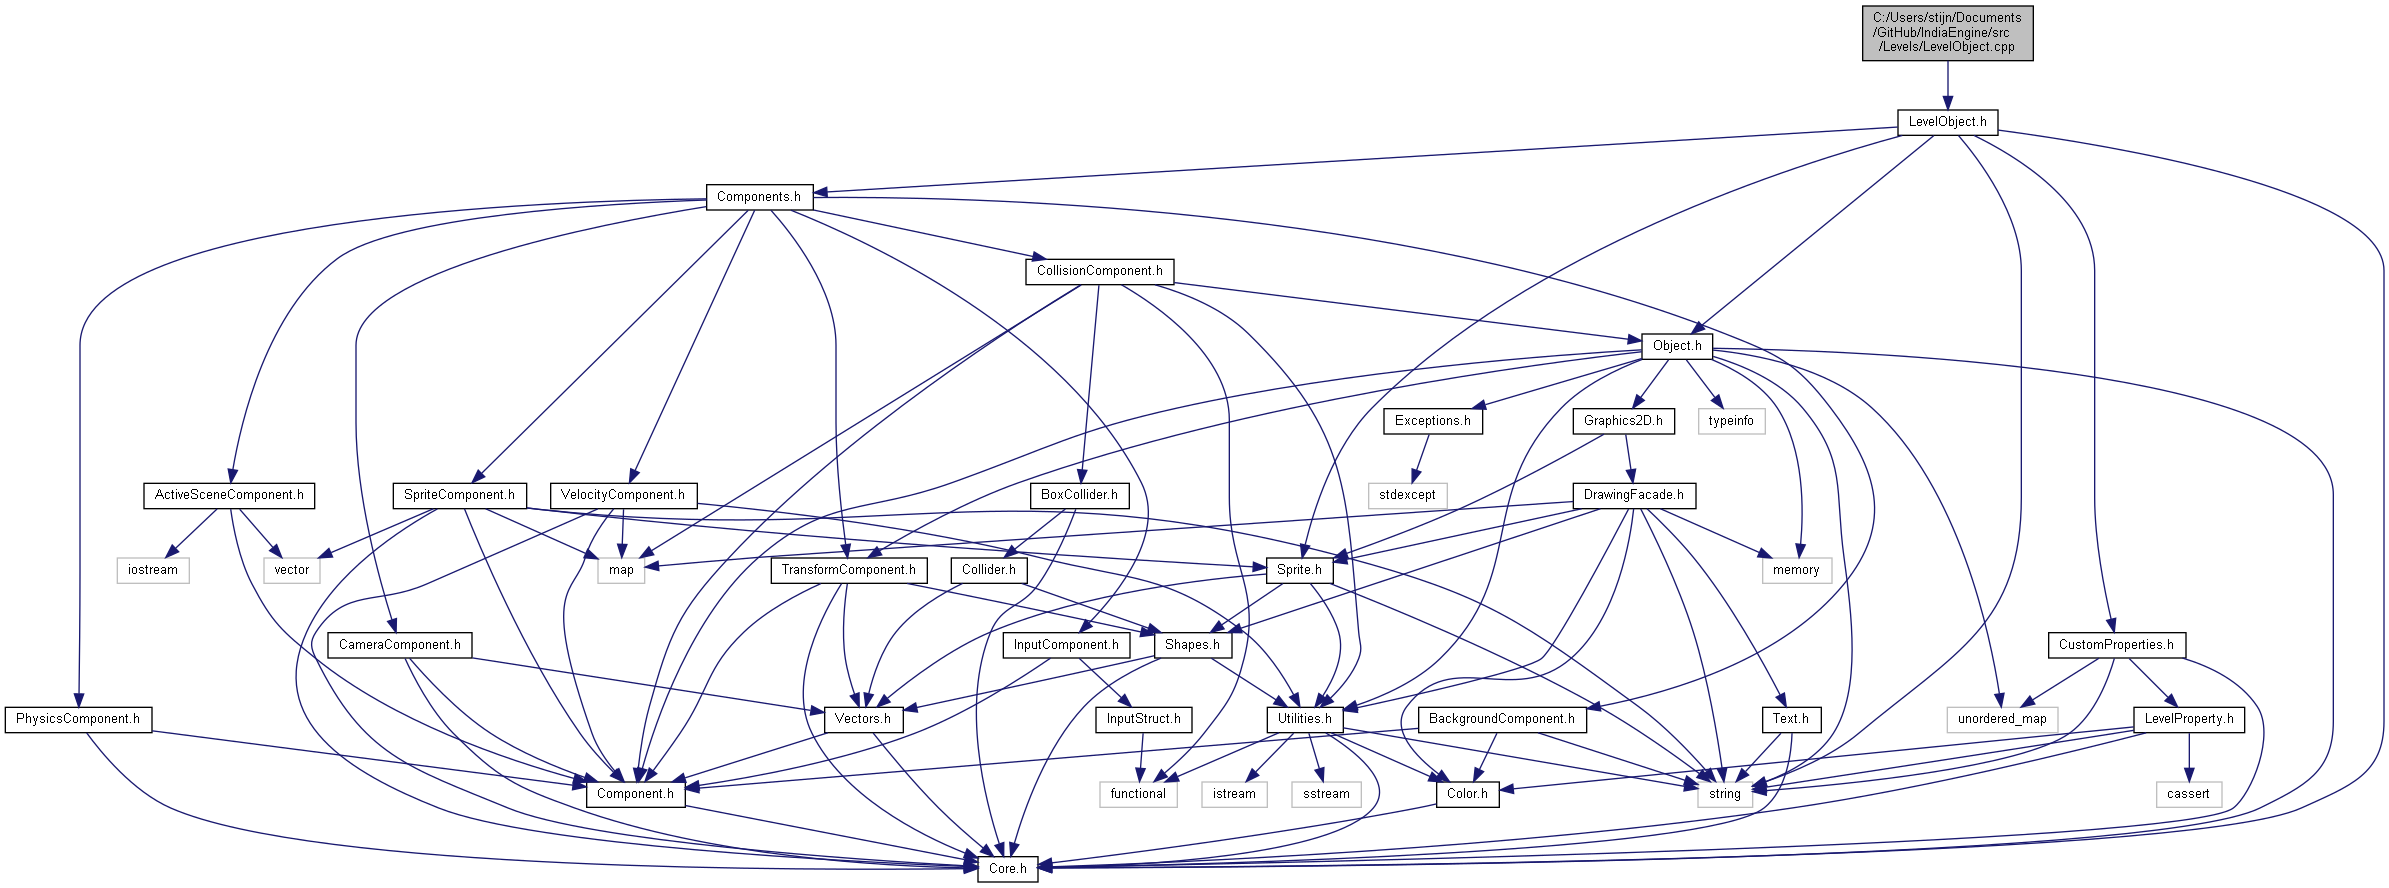 C:/Users/stijn/Documents
/GitHub/IndiaEngine/src
/Levels/LevelObject.cpp
LevelObject.h
Components.h
CollisionComponent.h
Object.h
Exceptions.h
Graphics2D.h
typeinfo
ActiveSceneComponent.h
SpriteComponent.h
VelocityComponent.h
BoxCollider.h
stdexcept
DrawingFacade.h
iostream
vector
map
TransformComponent.h
Collider.h
Sprite.h
memory
CameraComponent.h
InputComponent.h
Shapes.h
CustomProperties.h
PhysicsComponent.h
Vectors.h
InputStruct.h
Utilities.h
BackgroundComponent.h
Text.h
unordered_map
LevelProperty.h
Component.h
functional
istream
sstream
Color.h
string
cassert
Core.h